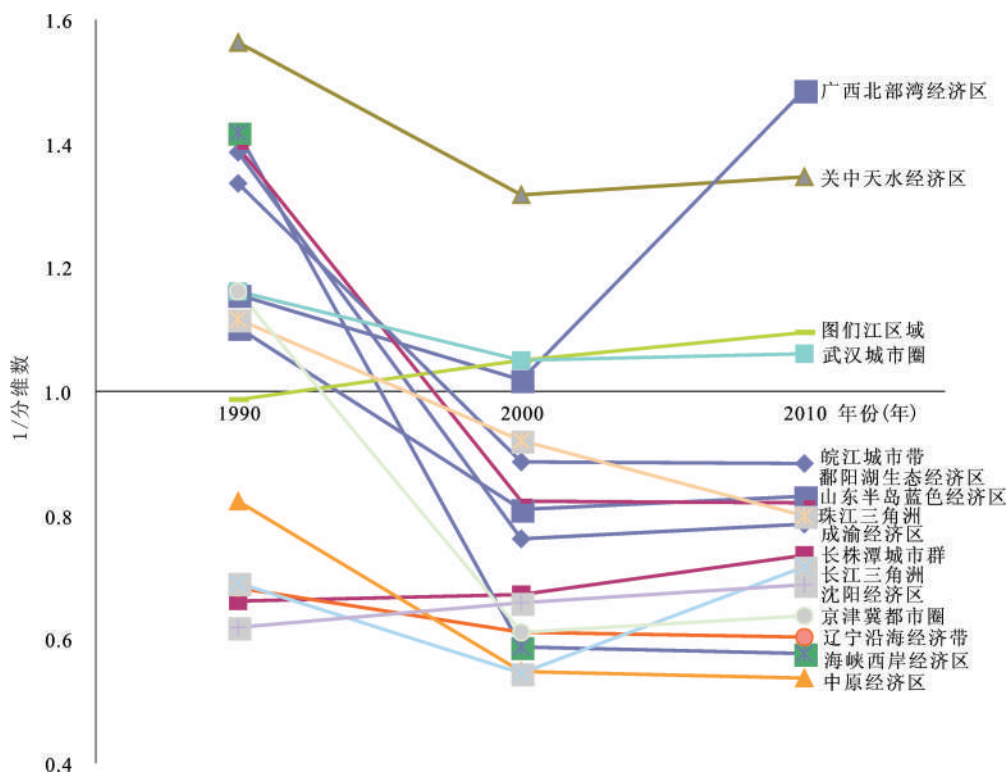 1.6
1.4
1.2
1.0
0.8
0.6
0.4
1/分维数
1990
2000
2010 年份(年)
广西北部湾经济区
关中天水经济区
图们江区域
武汉城市圈
皖江城市带
鄱阳湖生态经济区
山东半岛蓝色经济区
珠江三角洲
成渝经济区
长株潭城市群
长江三角洲
沈阳经济区
京津冀都市圈
辽宁沿海经济带
海峡西岸经济区
中原经济区